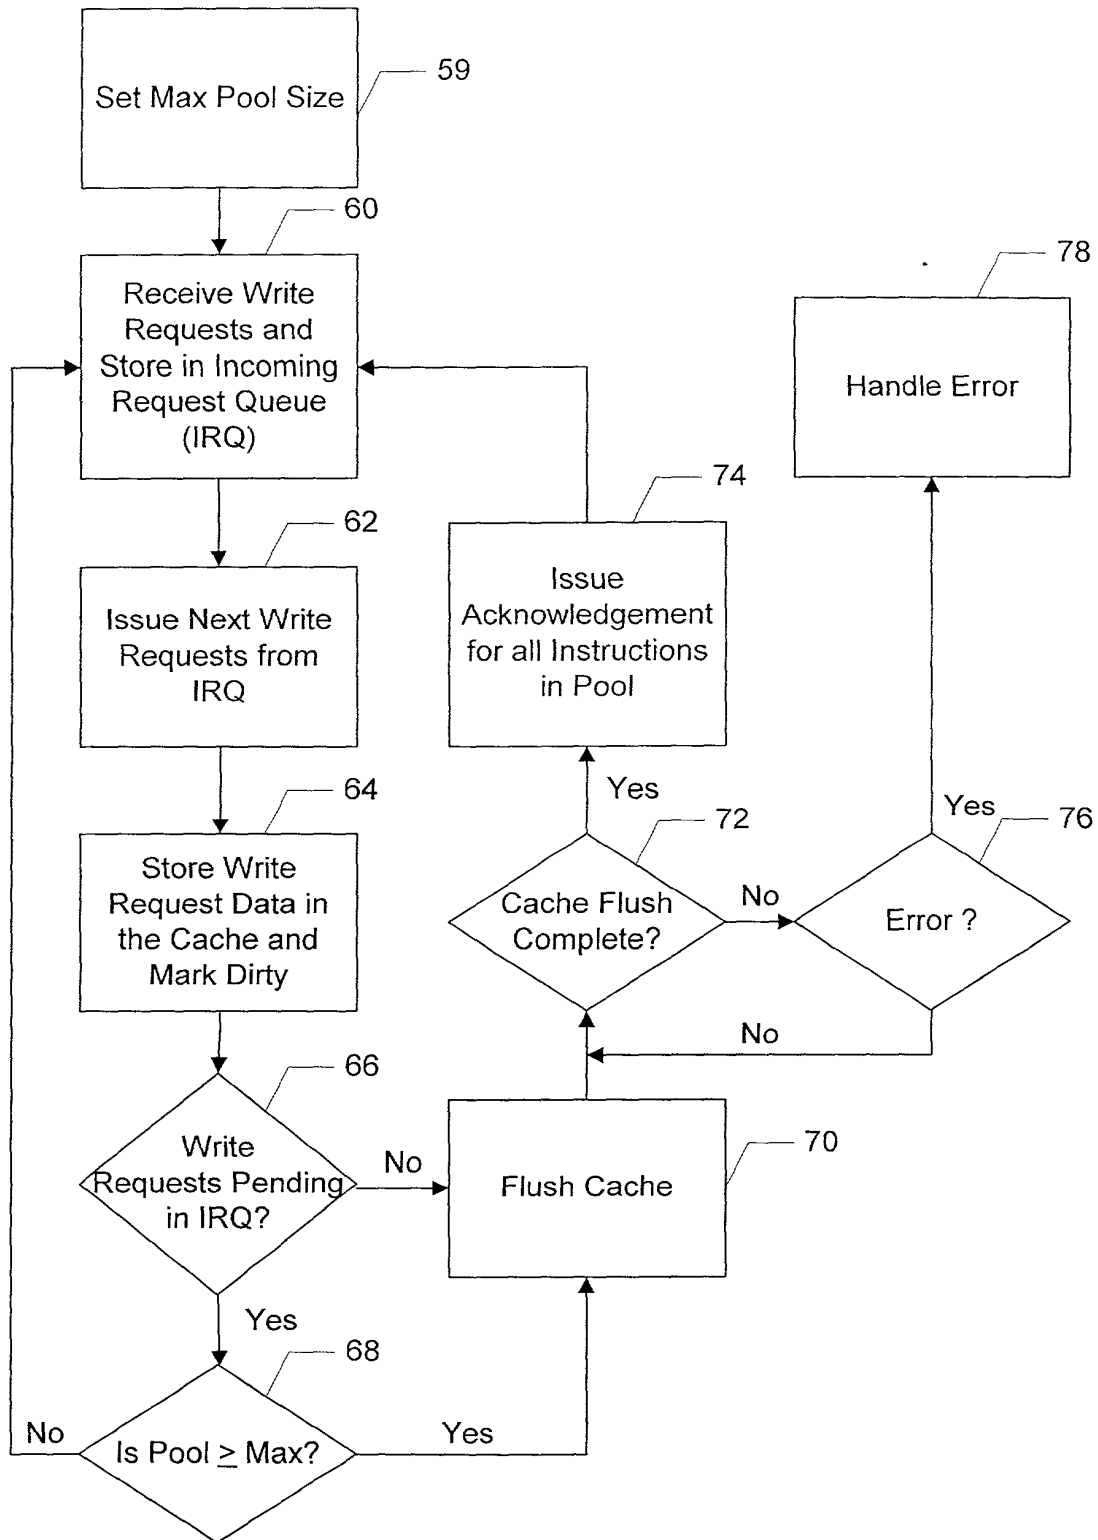 Set Max Pool Size
59
60
Receive Write
Requests and
Store in Incoming
Request Queue
(IRQ)
62
Issue Next Write
Requests from
IRQ
64
Store Write
Request Data in
the Cache and
Mark Dirty
66
Write
Requests Pending
in IRQ?
No
Yes
68
Is Pool ≥ Max?
No
Yes
70
Flush Cache
72
Cache Flush
Complete?
Yes
No
74
Issue
Acknowledgement
for all Instructions
in Pool
76
Error ?
Yes
No
78
Handle Error